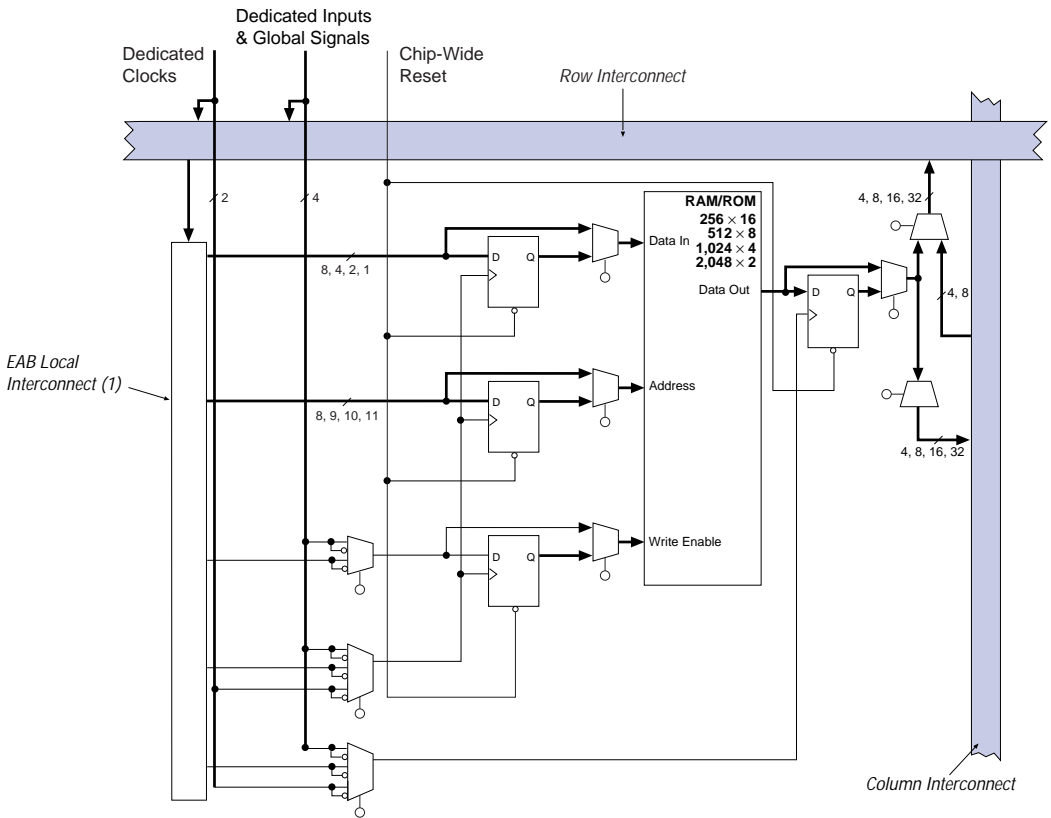 Dedicated Inputs
& Global Signals
Dedicated
Clocks
Chip-Wide
Reset
Row Interconnect
2
4
4, 8, 16, 32
RAM/ROM
256 × 16
512 × 8
1,024 × 4
2,048 × 2
Data In
D Q
8, 4, 2, 1
Data Out
D Q
4, 8
EAB Local
Interconnect (1)
Address
D Q
8, 9, 10, 11
4, 8, 16, 32
Write Enable
D Q
Column Interconnect